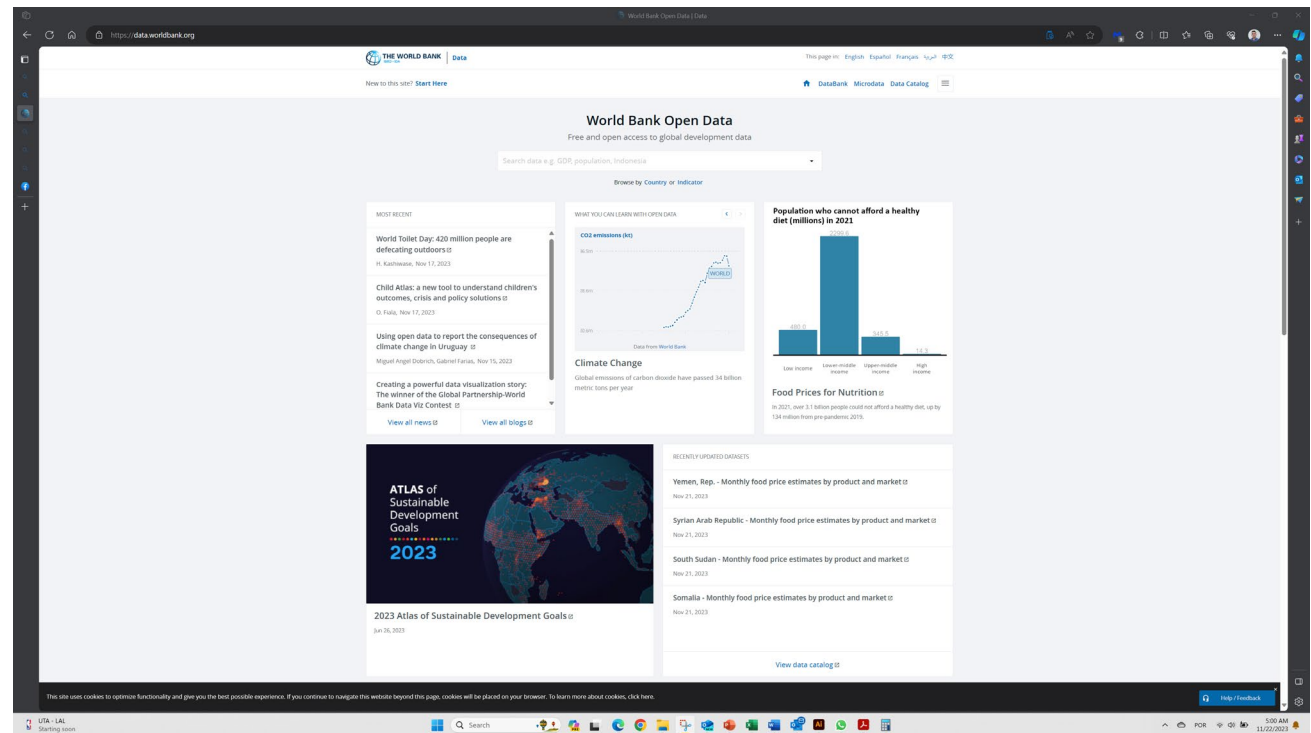 World Bank Open Data | Data
https://data.worldbank.org
THE WORLD BANK
IBRD • IDA
Data
This page in: English Español Français العربية 中文
New to this site? Start Here
DataBank Microdata Data Catalog
World Bank Open Data
Free and open access to global development data
Search data e.g. GDP, population, Indonesia
Browse by Country or Indicator
MOST RECENT
World Toilet Day: 420 million people are
defecating outdoors
H. Kashiwase, Nov 17, 2023
Child Atlas: a new tool to understand children's
outcomes, crisis and policy solutions
O. Fiala, Nov 17, 2023
Using open data to report the consequences of
climate change in Uruguay
Miguel Angel Dobrich, Gabriel Farias, Nov 15, 2023
Creating a powerful data visualization story:
The winner of the Global Partnership-World
Bank Data Viz Contest
View all news
View all blogs
WHAT YOU CAN LEARN WITH OPEN DATA
CO2 emissions (kt)
WORLD
Data from World Bank
Climate Change
Global emissions of carbon dioxide have passed 34 billion
metric tons per year
Population who cannot afford a healthy
diet (millions) in 2021
2299.6
490.0
345.5
14.3
Low income
Lower-middle
income
Upper-middle
income
High
income
Food Prices for Nutrition
In 2021, over 3.1 billion people could not afford a healthy diet, up by
134 million from pre-pandemic 2019.
ATLAS of
Sustainable
Development
Goals
2023
2023 Atlas of Sustainable Development Goals
Jun 26, 2023
RECENTLY UPDATED DATASETS
Yemen, Rep. - Monthly food price estimates by product and market
Nov 21, 2023
Syrian Arab Republic - Monthly food price estimates by product and market
Nov 21, 2023
South Sudan - Monthly food price estimates by product and market
Nov 21, 2023
Somalia - Monthly food price estimates by product and market
Nov 21, 2023
View data catalog
This site uses cookies to optimize functionality and give you the best possible experience. If you continue to navigate this website beyond this page, cookies will be placed on your browser. To learn more about cookies, click here.
Help / Feedback
UTA - LAL
Starting soon
Search
POR
5:00 AM
11/22/2023